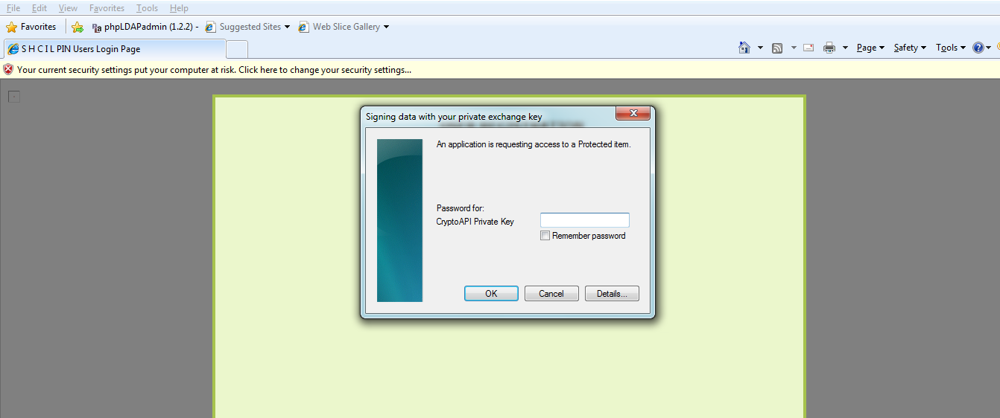 File Edit View Favorites Tools Help
Favorites phpLDAPadmin (1.2.2) - Suggested Sites Web Slice Gallery
S H C I L PIN Users Login Page
Page Safety Tools
Your current security settings put your computer at risk. Click here to change your security settings...
Signing data with your private exchange key
An application is requesting access to a Protected item.
Password for:
CryptoAPI Private Key
Remember password
OK Cancel Details...